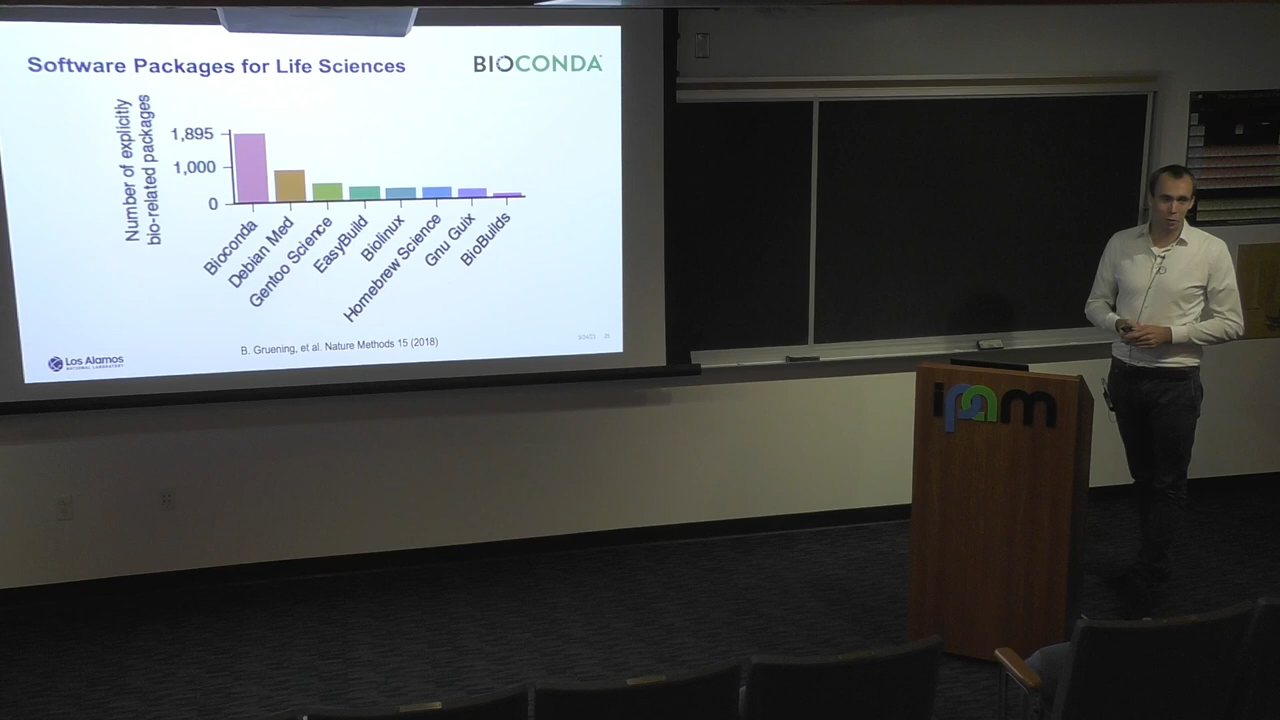 Software Packages for Life Sciences
BIOCONDA
Number of explicitly
bio-related packages
1,895
1,000
0
Bioconda
Debian Med
Gentoo Science
EasyBuild
Biolinux
Homebrew Science
Gnu Guix
BioBuilds
B. Gruening, et al. Nature Methods 15 (2018)
Los Alamos
NATIONAL LABORATORY
ipam